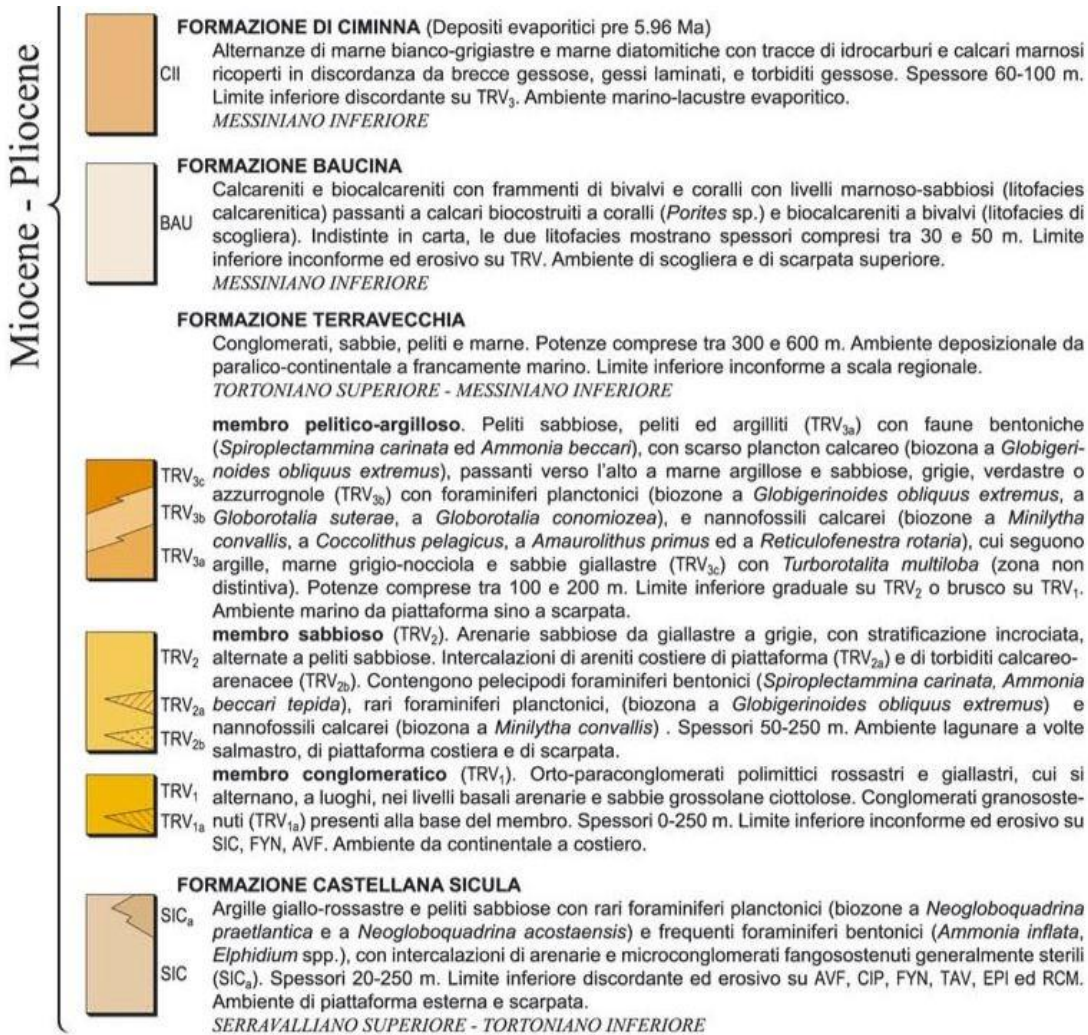 Miocene - Pliocene
FORMAZIONE DI CIMINNA (Depositi evaporitici pre 5.96 Ma)
CII
Alternanze di marne bianco-grigiastre e marne diatomitiche con tracce di idrocarburi e calcari marnosi
ricoperti in discordanza da brecce gessose, gessi laminati, e torbiditi gessose. Spessore 60-100 m.
Limite inferiore discordante su TRV3. Ambiente marino-lacustre evaporitico.
MESSINIANO INFERIORE
FORMAZIONE BAUCINA
BAU
Calcareniti e biocalcareniti con frammenti di bivalvi e coralli con livelli marnoso-sabbiosi (litofacies
calcarenitica) passanti a calcari biocostruiti a coralli (Porites sp.) e biocalcareniti a bivalvi (litofacies di
scogliera). Indistinte in carta, le due litofacies mostrano spessori compresi tra 30 e 50 m. Limite
inferiore inconforme ed erosivo su TRV. Ambiente di scogliera e di scarpata superiore.
MESSINIANO INFERIORE
FORMAZIONE TERRAVECCHIA
Conglomerati, sabbie, peliti e marne. Potenze comprese tra 300 e 600 m. Ambiente deposizionale da
paralico-continentale a francamente marino. Limite inferiore inconforme a scala regionale.
TORTONIANO SUPERIORE - MESSINIANO INFERIORE
TRV3c
TRV3b
TRV3a
membro pelitico-argilloso. Peliti sabbiose, peliti ed argilliti (TRV3a) con faune bentoniche
(Spiroplectammina carinata ed Ammonia beccari), con scarso plancton calcareo (biozona a Globigeri-
noides obliquus extremus), passanti verso l'alto a marne argillose e sabbiose, grigie, verdastre o
azzurrognole (TRV3b) con foraminiferi planctonici (biozone a Globigerinoides obliquus extremus, a
Globorotalia suterae, a Globorotalia conomiozea), e nannofossili calcarei (biozone a Minilytha
convallis, a Coccolithus pelagicus, a Amaurolithus primus ed a Reticulofenestra rotaria), cui seguono
argille, marne grigio-nocciola e sabbie giallastre (TRV3c) con Turborotalita multiloba (zona non
distintiva). Potenze comprese tra 100 e 200 m. Limite inferiore graduale su TRV2 o brusco su TRV1.
Ambiente marino da piattaforma sino a scarpata.
TRV2
TRV2a
TRV2b
membro sabbioso (TRV2). Arenarie sabbiose da giallastre a grigie, con stratificazione incrociata,
alternate a peliti sabbiose. Intercalazioni di areniti costiere di piattaforma (TRV2a) e di torbiditi calcareo-
arenacee (TRV2b). Contengono pelecipodi foraminiferi bentonici (Spiroplectammina carinata, Ammonia
beccari tepida), rari foraminiferi planctonici, (biozona a Globigerinoides obliquus extremus) e
nannofossili calcarei (biozona a Minilytha convallis) . Spessori 50-250 m. Ambiente lagunare a volte
salmastro, di piattaforma costiera e di scarpata.
TRV1
TRV1a
membro conglomeratico (TRV1). Orto-paraconglomerati polimittici rossastri e giallastri, cui si
alternano, a luoghi, nei livelli basali arenarie e sabbie grossolane ciottolose. Conglomerati granososte-
nuti (TRV1a) presenti alla base del membro. Spessori 0-250 m. Limite inferiore inconforme ed erosivo su
SIC, FYN, AVF. Ambiente da continentale a costiero.
FORMAZIONE CASTELLANA SICULA
SICa
SIC
Argille giallo-rossastre e peliti sabbiose con rari foraminiferi planctonici (biozone a Neogloboquadrina
praetlantica e a Neogloboquadrina acostaensis) e frequenti foraminiferi bentonici (Ammonia inflata,
Elphidium spp.), con intercalazioni di arenarie e microconglomerati fangosostenuti generalmente sterili
(SICa). Spessori 20-250 m. Limite inferiore discordante ed erosivo su AVF, CIP, FYN, TAV, EPI ed RCM.
Ambiente di piattaforma esterna e scarpata.
SERRAVALLIANO SUPERIORE - TORTONIANO INFERIORE